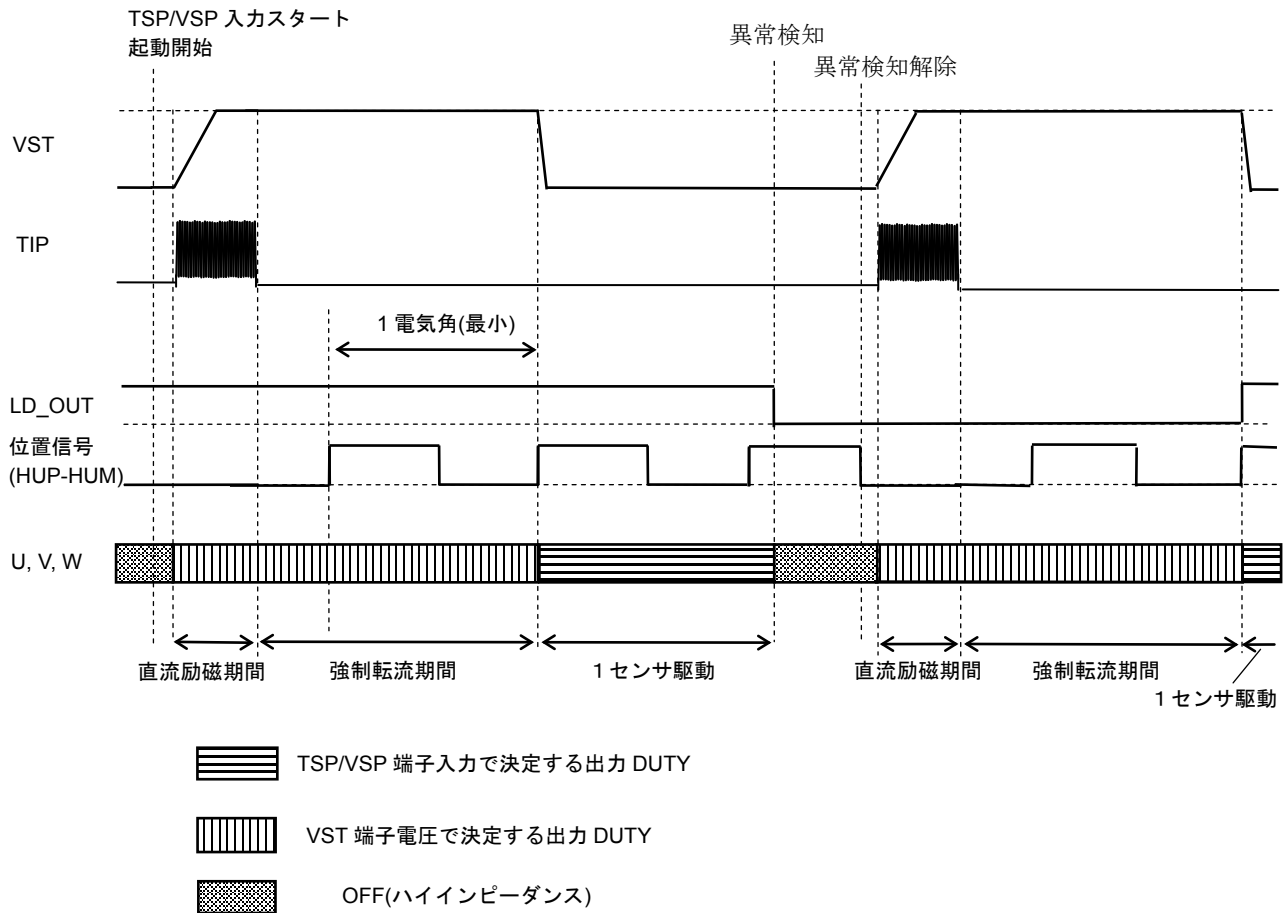 TSP/VSP 入力スタート
起動開始
異常検知
異常検知解除
VST
TIP
1 電気角(最小)
LD_OUT
位置信号
(HUP-HUM)
U, V, W
直流励磁期間
強制転流期間
1 センサ駆動
直流励磁期間
強制転流期間
1 センサ駆動
TSP/VSP 端子入力で決定する出力 DUTY
VST 端子電圧で決定する出力 DUTY
OFF(ハイインピーダンス)